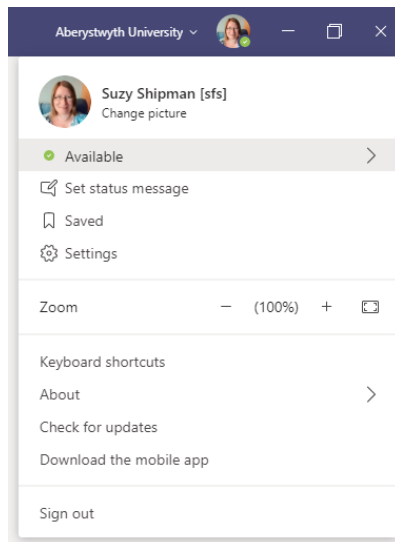 Aberystwyth University
Suzy Shipman [sfs]
Change picture
Available
Set status message
Saved
Settings
Zoom − (100%) +
Keyboard shortcuts
About
Check for updates
Download the mobile app
Sign out